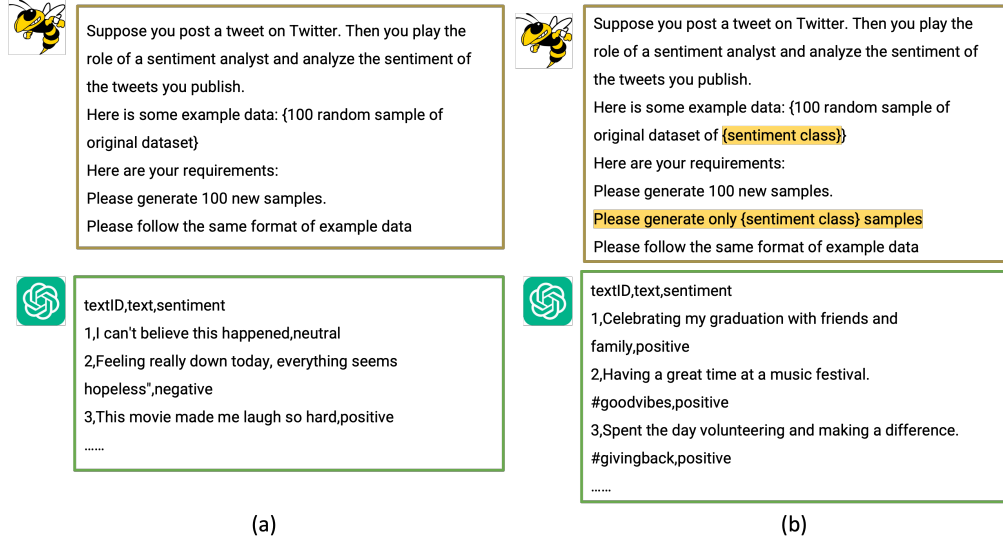 Suppose you post a tweet on Twitter. Then you play the
role of a sentiment analyst and analyze the sentiment of
the tweets you publish.
Here is some example data: {100 random sample of
original dataset}
Here are your requirements:
Please generate 100 new samples.
Please follow the same format of example data
textID,text,sentiment
1,I can't believe this happened,neutral
2,Feeling really down today, everything seems
hopeless",negative
3,This movie made me laugh so hard,positive
......
(a)
Suppose you post a tweet on Twitter. Then you play the
role of a sentiment analyst and analyze the sentiment of
the tweets you publish.
Here is some example data: {100 random sample of
original dataset of {sentiment class}}
Here are your requirements:
Please generate 100 new samples.
Please generate only {sentiment class} samples
Please follow the same format of example data
textID,text,sentiment
1,Celebrating my graduation with friends and
family,positive
2,Having a great time at a music festival.
#goodvibes,positive
3,Spent the day volunteering and making a difference.
#givingback,positive
......
(b)